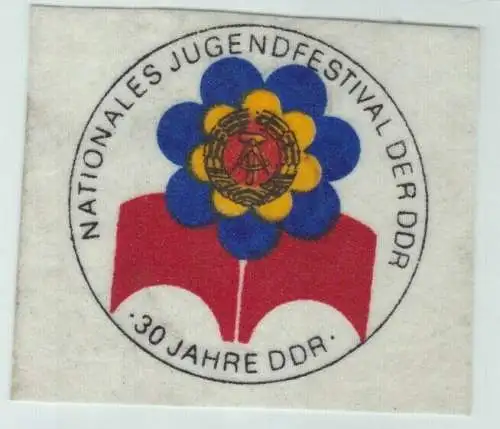 NATIONALES JUGENDFESTIVAL DER DDR
· 30 JAHRE DDR ·